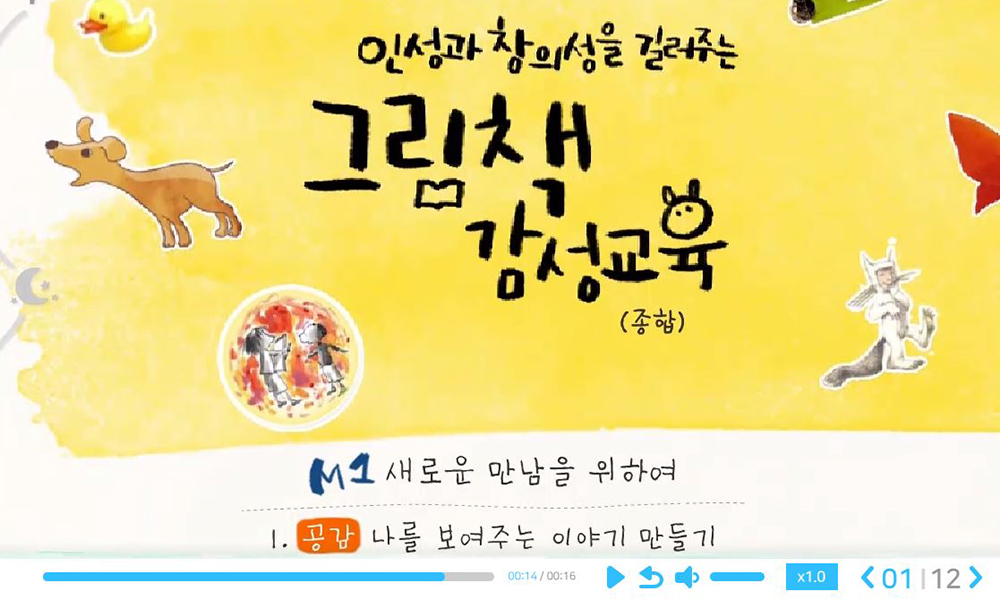 인성과 창의성을 길러주는
그림책
감성교육
(종합)
M1 새로운 만남을 위하여
1. 공감 나를 보여주는 이야기 만들기
00:14 / 00:16
x1.0
01 | 12